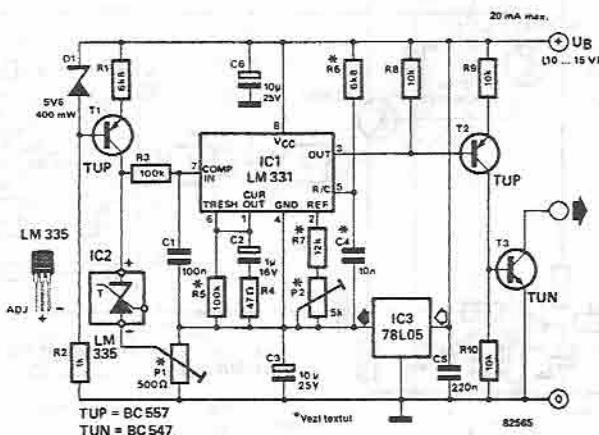 20 mA max.
UB
(10 ... 15 V)
D1
5V6
400 mW
R1
6k8
T1
TUP
C6
10µ
25V
*
R6
6k8
R8
10k
R9
10k
T2
TUP
R3
100k
7
COMP
IN
8
VCC
IC1
LM 331
OUT
3
R/C
5
TRESH
CUR
OUT
GND
REF
6
1
4
2
LM 335
ADJ
+
-
IC2
+
T
-
LM
335
C1
100n
*
R5
100k
C2
1µ
16V
R4
47Ω
*
R7
12k
*
P2
5k
*
C4
10n
T3
TUN
IC3
78L05
R2
1k
*
P1
500Ω
C3
10µ
25V
C5
220n
R10
10k
+
0
TUP = BC 557
TUN = BC 547
*Vezi textul
82565